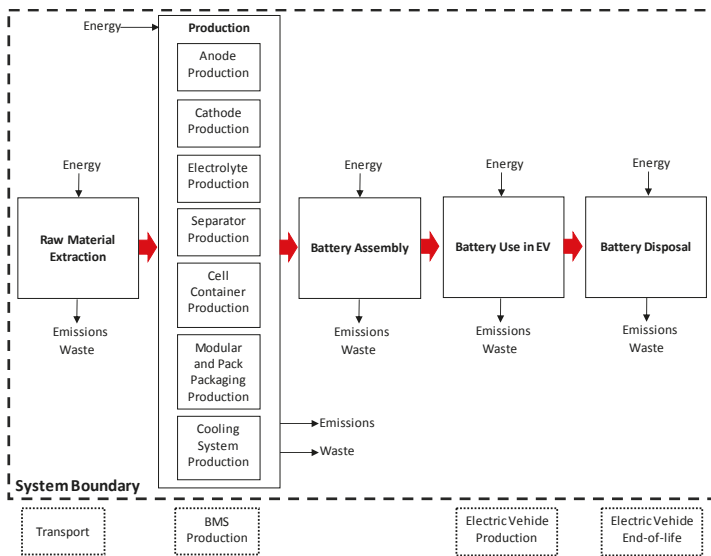 Energy
Production
Anode
Production
Cathode
Production
Electrolyte
Production
Separator
Production
Cell
Container
Production
Modular
and Pack
Packaging
Production
Cooling
System
Production
Emissions
Waste
Energy
Raw Material
Extraction
Emissions
Waste
Energy
Battery Assembly
Emissions
Waste
Energy
Battery Use in EV
Emissions
Waste
Energy
Battery Disposal
Emissions
Waste
System Boundary
Transport
BMS
Production
Electric Vehide
Production
Electric Vehide
End-of-life